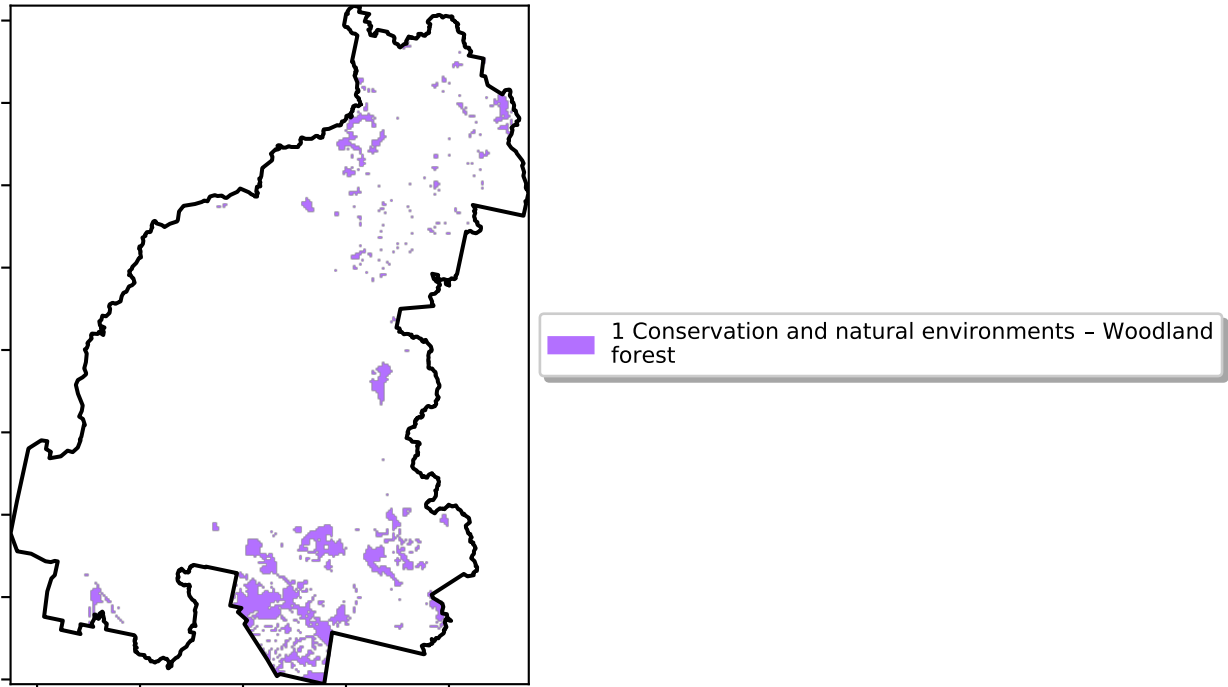 1 Conservation and natural environments – Woodland
forest